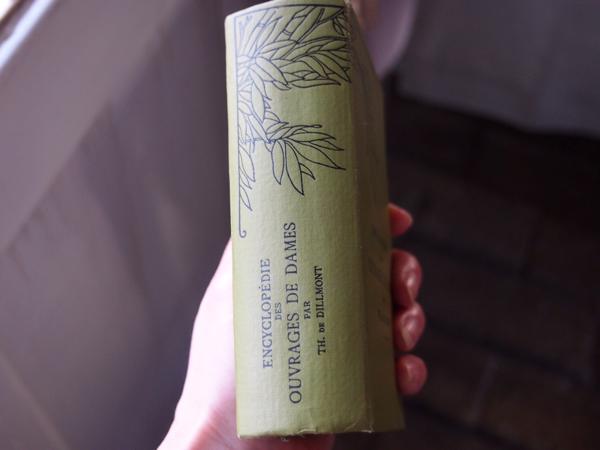 ENCYCLOPÉDIE
DES
OUVRAGES DE DAMES
PAR
TH. DE DILLMONT